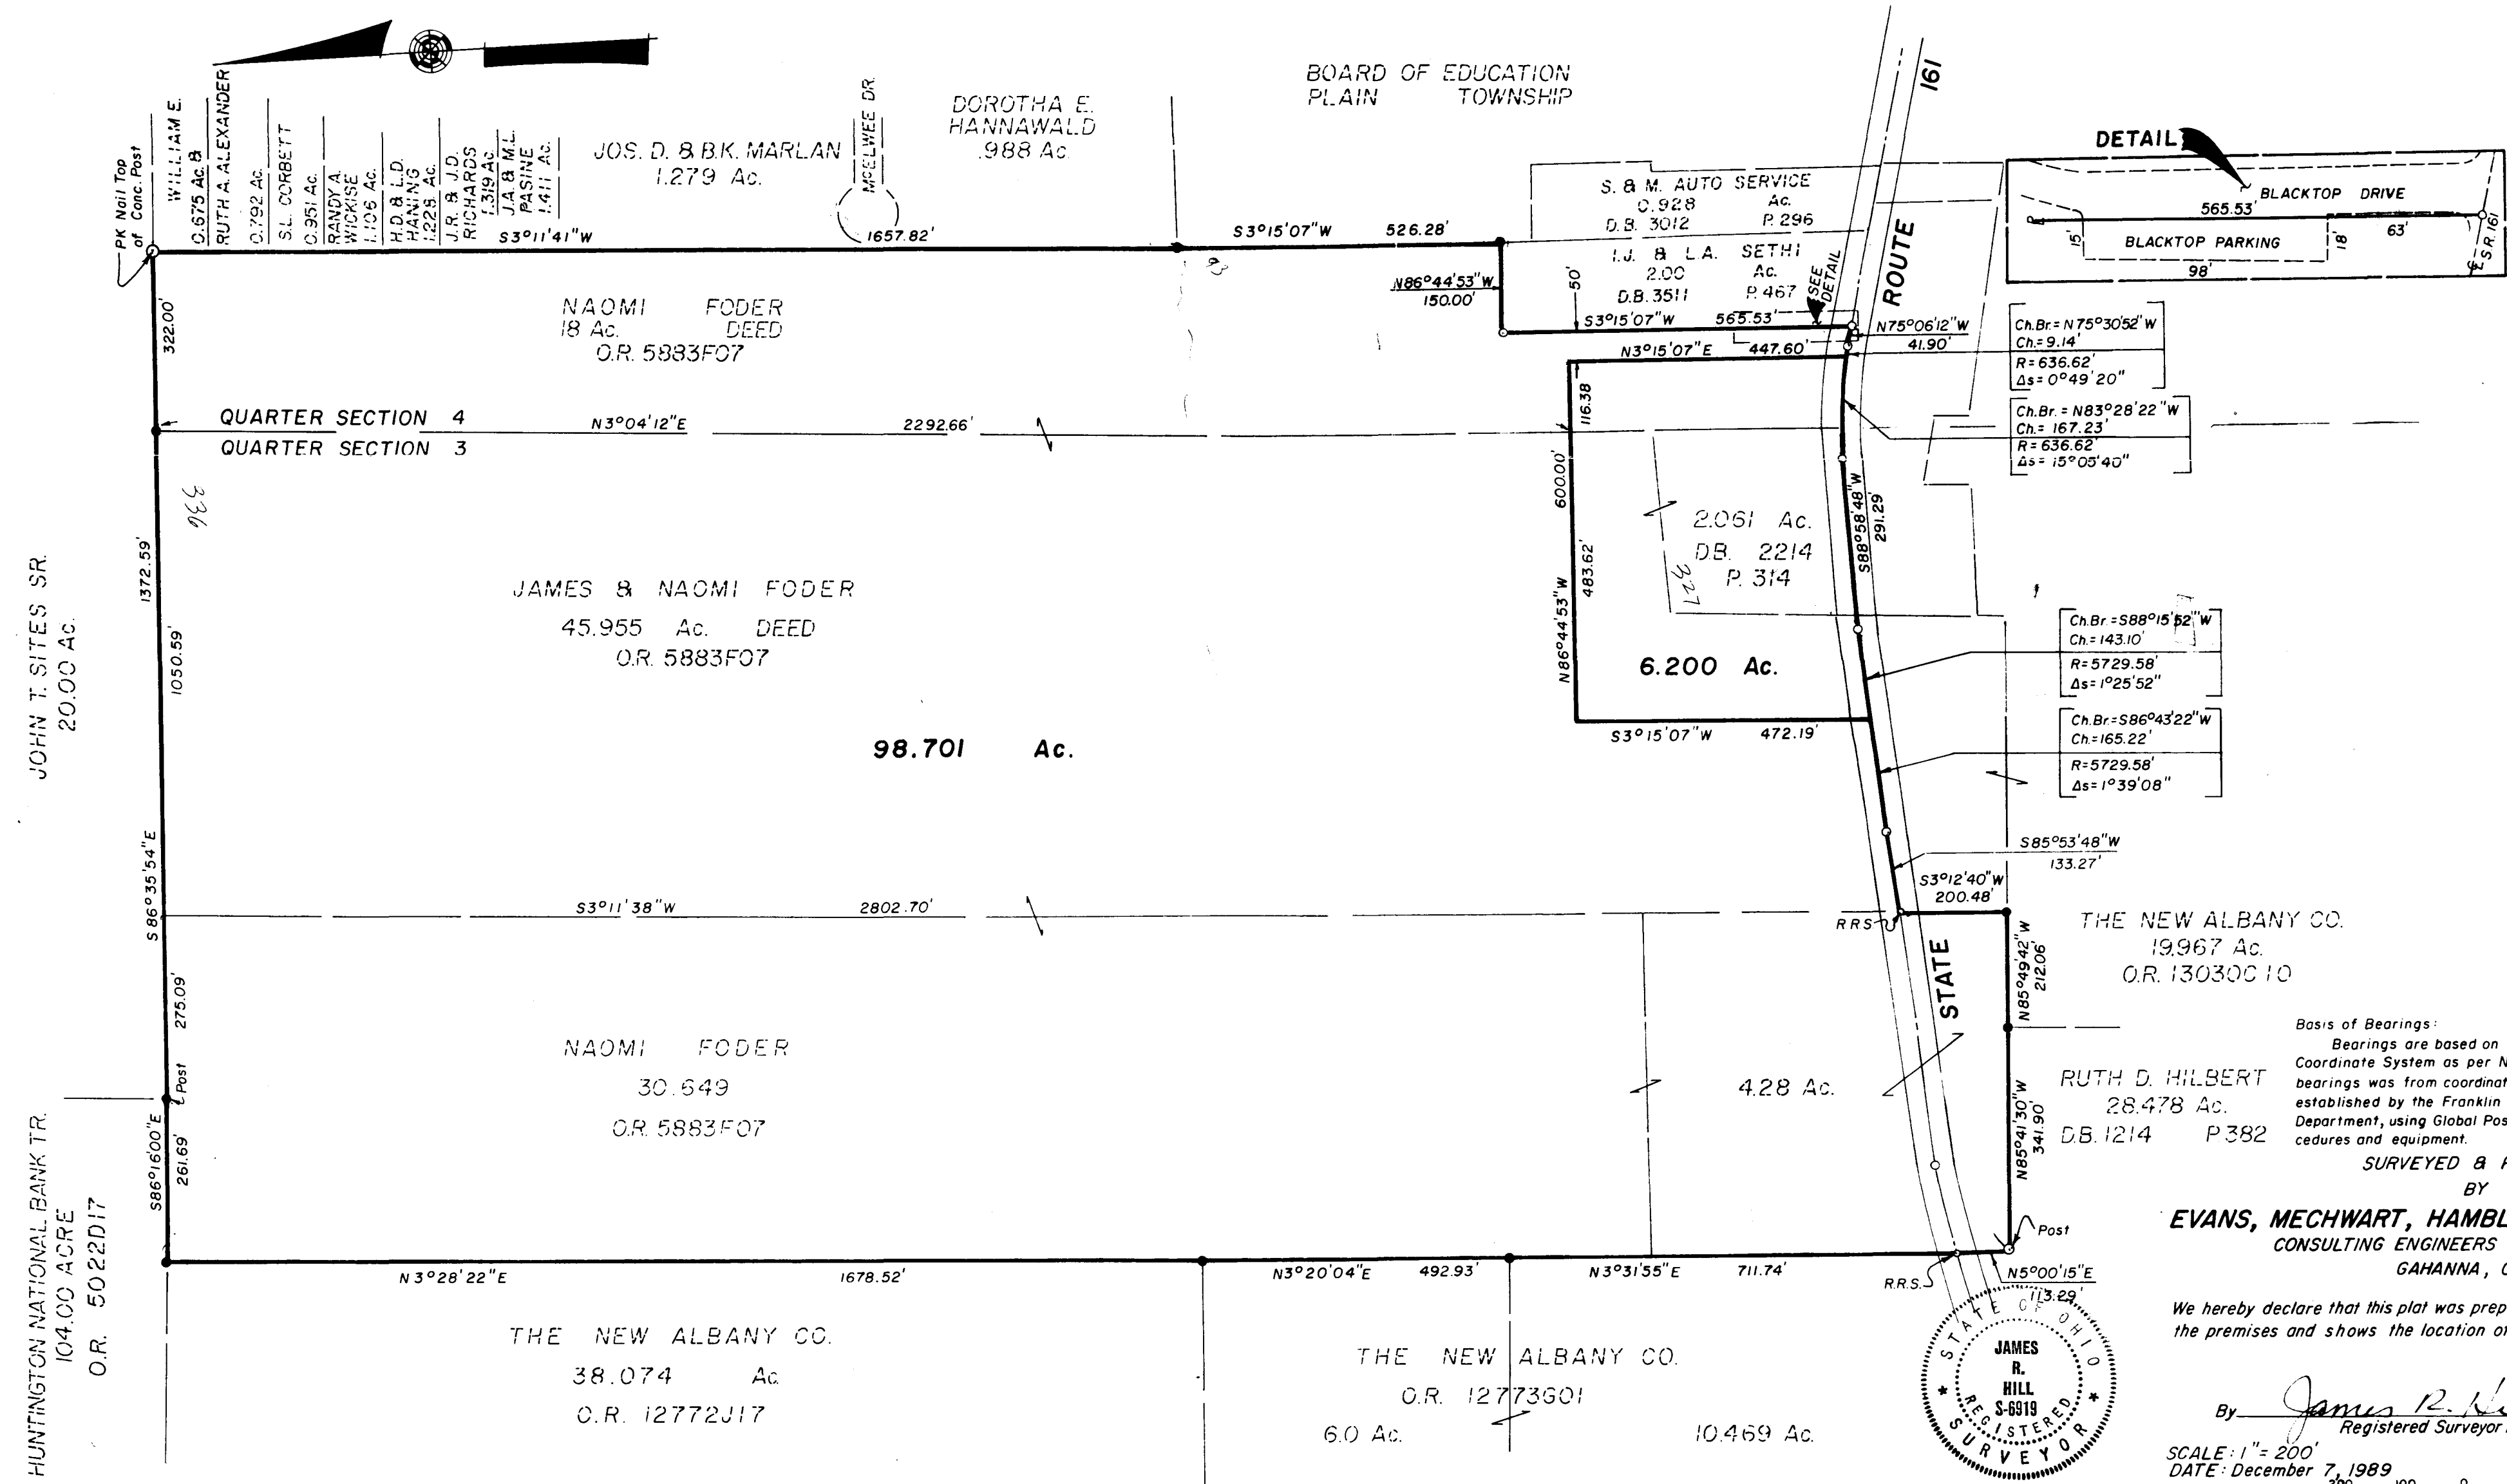 PK Nail Top
of Conc. Post
WILLIAM E.
0.675 Ac. &
RUTH A. ALEXANDER
0.792 Ac.
S.L. CORBETT
0.951 Ac.
RANDY A.
WICKISE
1.106 Ac.
H.D. & L.D.
HANING
1.228 Ac.
J.R. & J.D.
RICHARDS
1.319 Ac.
J.A. & M.L.
PASINE
1.411 Ac.
JOS. D. & B.K. MARLAN
1.279 Ac.
MCELWEE DR.
DOROTHA E.
HANNAWALD
.988 Ac.
BOARD OF EDUCATION
PLAIN TOWNSHIP
S. & M. AUTO SERVICE
0.928 Ac.
D.B. 3012 P. 296
I.J. & L.A. SETHI
2.00 Ac.
D.B. 3511 P. 467
SEE
DETAIL
161
ROUTE
STATE
DETAIL
BLACKTOP DRIVE
565.53'
BLACKTOP PARKING
15'
18'
63'
98'
℄ S.R. 161
S3°11'41"W
1657.82'
S3°15'07"W 526.28'
N86°44'53"W
150.00'
50'
S3°15'07"W 565.53'
N75°06'12"W
41.90'
N3°15'07"E 447.60'
Ch.Br.= N75°30'52"W
Ch.= 9.14'
R= 636.62'
Δs= 0°49'20"
Ch.Br. = N83°28'22"W
Ch.= 167.23'
R= 636.62'
Δs= 15°05'40"
322.00'
NAOMI FODER
18 Ac. DEED
O.R. 5883F07
QUARTER SECTION 4
QUARTER SECTION 3
N3°04'12"E 2292.66'
336
116.38
600.00'
483.62'
N86°44'53"W
2.061 Ac.
D.B. 2214
P. 314
327
S88°58'48"W
291.29'
JOHN T. SITES SR.
20.00 Ac.
1372.59'
1050.59'
JAMES & NAOMI FODER
45.955 Ac. DEED
O.R. 5883F07
6.200 Ac.
S3°15'07"W 472.19'
98.701 Ac.
Ch.Br.=S88°15'52"W
Ch.=143.10'
R=5729.58'
Δs=1°25'52"
Ch.Br.=S86°43'22"W
Ch.=165.22'
R=5729.58'
Δs=1°39'08"
S85°53'48"W
133.27'
S3°12'40"W
200.48'
R.R.S.
S 86°35'54"E
S3°11'38"W 2802.70'
275.09'
Post
S86°16'00"E
261.69'
HUNTINGTON NATIONAL BANK TR.
104.00 ACRE
O.R. 5022D17
NAOMI FODER
30.649
O.R. 5883F07
4.28 Ac.
N85°49'42"W
212.06'
N85°41'30"W
341.90'
THE NEW ALBANY CO.
19.967 Ac.
O.R. 13030C10
RUTH D. HILBERT
28.478 Ac.
D.B. 1214 P 382
Post
N 3°28'22"E 1678.52'
N3°20'04"E 492.93'
N3°31'55"E 711.74'
R.R.S.
N5°00'15"E
113.29'
THE NEW ALBANY CO.
38.074 Ac
O.R. 12772J17
THE NEW ALBANY CO.
O.R. 12773G01
6.0 Ac.
10.469 Ac.
Basis of Bearings:
Bearings are based on
Coordinate System as per N
bearings was from coordinat
established by the Franklin
Department, using Global Pos
cedures and equipment.
SURVEYED &
BY
EVANS, MECHWART, HAMBL
CONSULTING ENGINEERS
GAHANNA,
We hereby declare that this plat was prep
the premises and shows the location of
STATE OF OHIO
JAMES
R.
HILL
S-6919
REGISTERED
SURVEYOR
By James R.
Registered Surveyor
SCALE: 1" = 200'
DATE: December 7, 1989